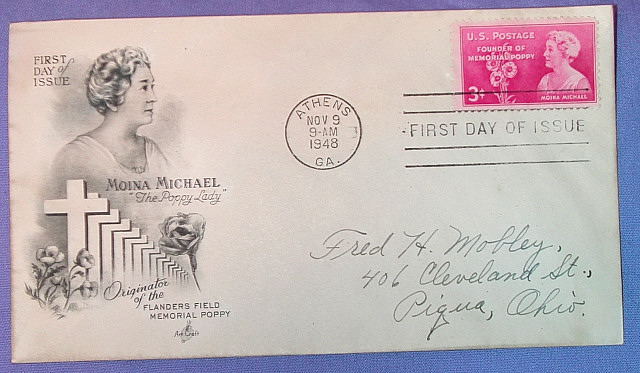 FIRST
DAY of
ISSUE
MOINA MICHAEL
"The Poppy Lady"
Originator
of the
FLANDERS FIELD
MEMORIAL POPPY
ArtCraft
ATHENS
NOV 9
9-AM
1948
GA.
U.S. POSTAGE
FOUNDER OF
MEMORIAL POPPY
3¢
MOINA MICHAEL
FIRST DAY OF ISSUE
Fred H. Mobley,
406 Cleveland St.,
Piqua, Ohio.